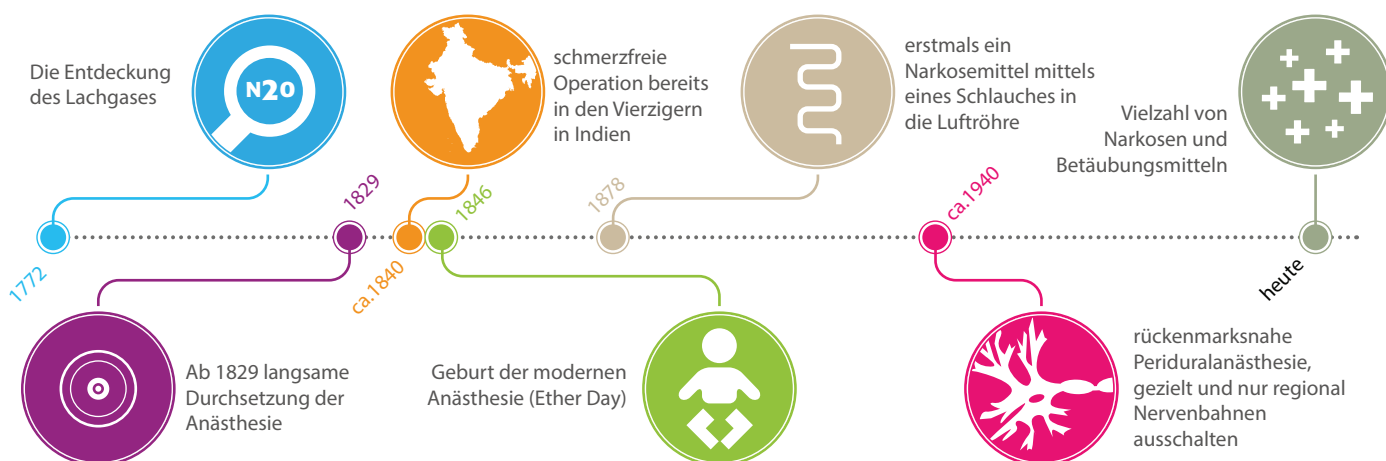 Die Entdeckung
des Lachgases
N2O
schmerzfreie
Operation bereits
in den Vierzigern
in Indien
erstmals ein
Narkosemittel mittels
eines Schlauches in
die Luftröhre
Vielzahl von
Narkosen und
Betäubungsmitteln
1772
1829
ca.1840
1846
1878
ca.1940
heute
Ab 1829 langsame
Durchsetzung der
Anästhesie
Geburt der modernen
Anästhesie (Ether Day)
rückenmarksnahe
Periduralanästhesie,
gezielt und nur regional
Nervenbahnen
ausschalten